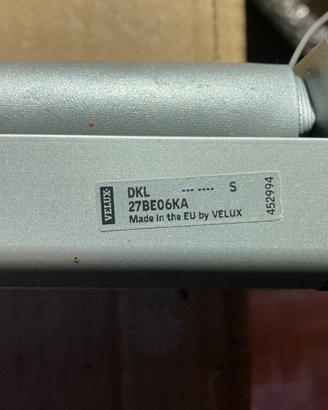 VELUX
DKL --- ---- S
27BE06KA
Made in the EU by VELUX
452994